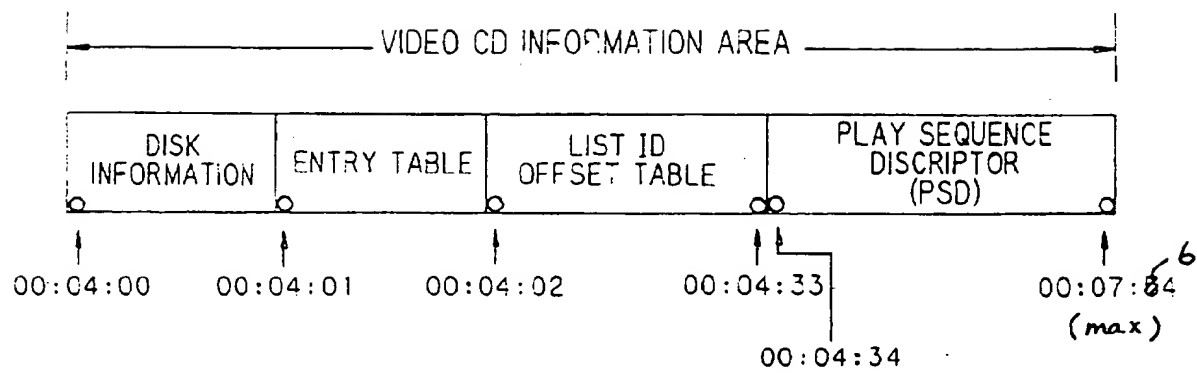 VIDEO CD INFORMATION AREA
DISK
INFORMATION
ENTRY TABLE
LIST ID
OFFSET TABLE
PLAY SEQUENCE
DISCRIPTOR
(PSD)
00:04:00
00:04:01
00:04:02
00:04:33
00:07:64
6
(max)
00:04:34